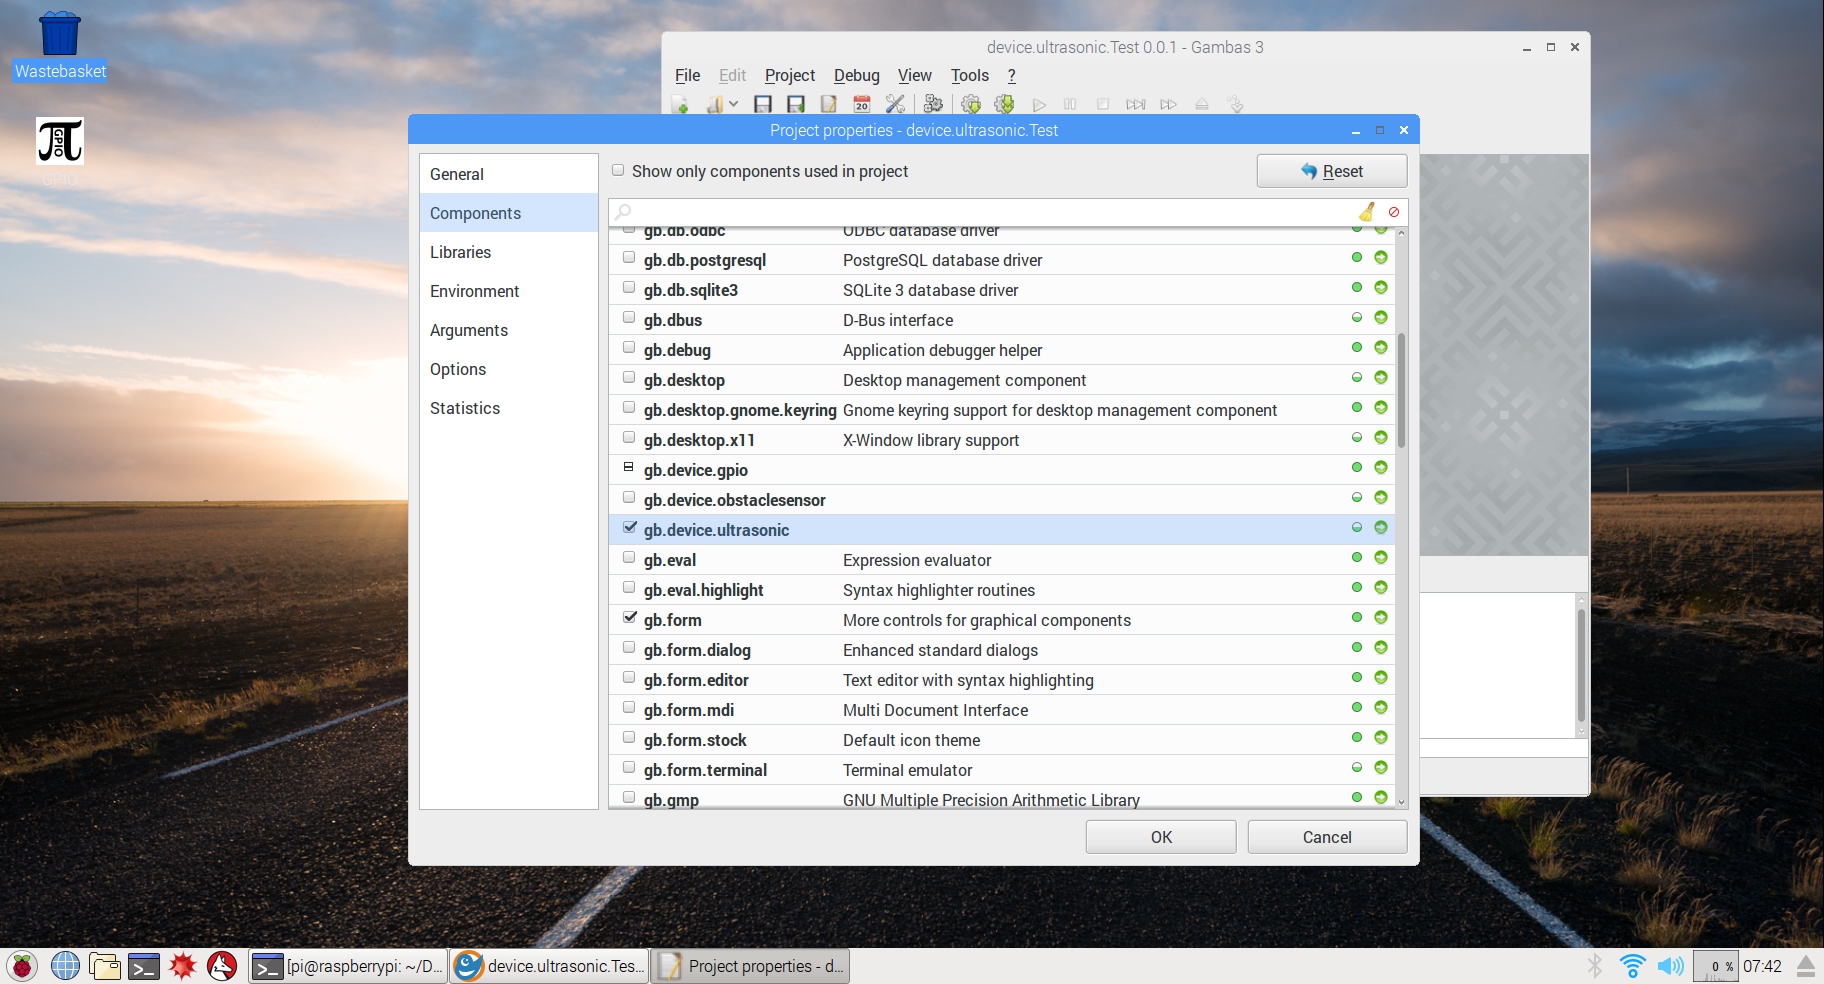 Wastebasket
GPIO
device.ultrasonic.Test 0.0.1 - Gambas 3
File Edit Project Debug View Tools ?
20
Project properties - device.ultrasonic.Test
General
Components
Libraries
Environment
Arguments
Options
Statistics
Show only components used in project
Reset
gb.db.odbc ODBC database driver
gb.db.postgresql PostgreSQL database driver
gb.db.sqlite3 SQLite 3 database driver
gb.dbus D-Bus interface
gb.debug Application debugger helper
gb.desktop Desktop management component
gb.desktop.gnome.keyring Gnome keyring support for desktop management component
gb.desktop.x11 X-Window library support
gb.device.gpio
gb.device.obstaclesensor
gb.device.ultrasonic
gb.eval Expression evaluator
gb.eval.highlight Syntax highlighter routines
gb.form More controls for graphical components
gb.form.dialog Enhanced standard dialogs
gb.form.editor Text editor with syntax highlighting
gb.form.mdi Multi Document Interface
gb.form.stock Default icon theme
gb.form.terminal Terminal emulator
gb.gmp GNU Multiple Precision Arithmetic Library
OK Cancel
[pi@raspberrypi: ~/D... device.ultrasonic.Tes... Project properties - d... 0 % 07:42